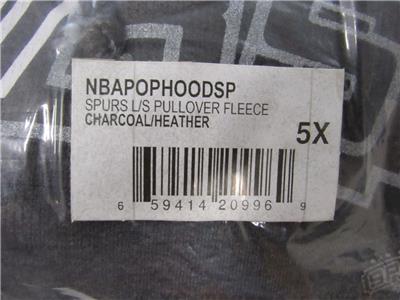 NBAPOPHOODSP
SPURS L/S PULLOVER FLEECE
CHARCOAL/HEATHER
5X
6 59414 20996 9